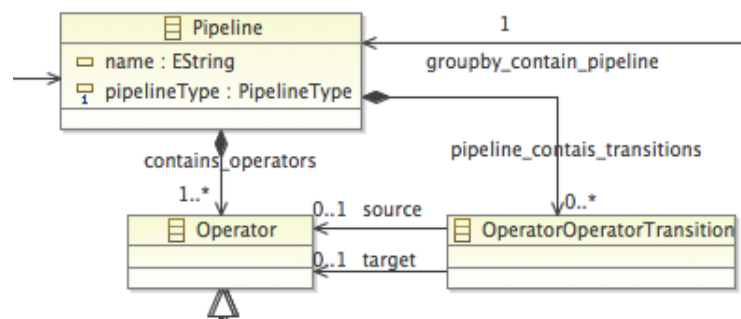 Pipeline
1
name : EString
groupby_contain_pipeline
1
pipelineType : PipelineType
contains_operators
pipeline_contais_transitions
1..*
0..1 source
0..*
Operator
OperatorOperatorTransition
0..1 target